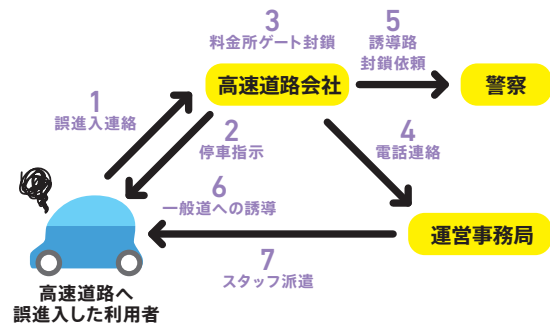 3
料金所ゲート封鎖
5
誘導路
封鎖依頼
高速道路会社
警察
1
誤進入連絡
2
停車指示
4
電話連絡
6
一般道への誘導
運営事務局
7
スタッフ派遣
高速道路へ
誤進入した利用者